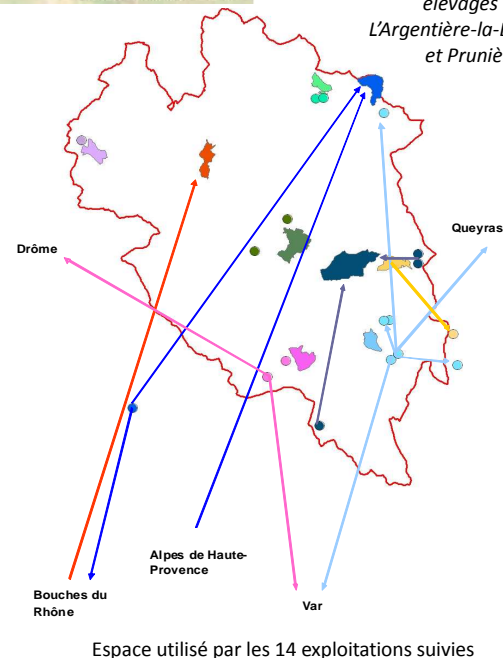 élevages
L'Argentière-la-
et Pruniè
Queyras
Drôme
Alpes de Haute-
Provence
Bouches du
Rhône
Var
Espace utilisé par les 14 exploitations suivies